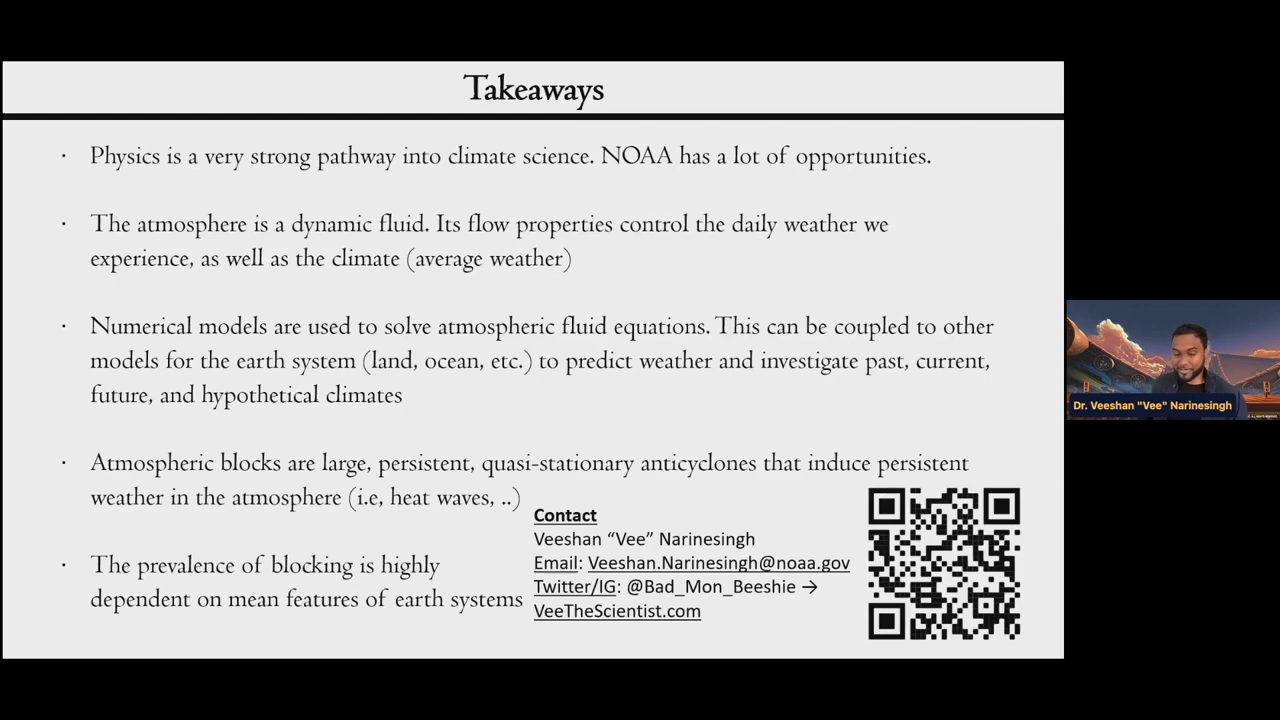 Takeaways
· Physics is a very strong pathway into climate science. NOAA has a lot of opportunities.
· The atmosphere is a dynamic fluid. Its flow properties control the daily weather we
experience, as well as the climate (average weather)
· Numerical models are used to solve atmospheric fluid equations. This can be coupled to other
models for the earth system (land, ocean, etc.) to predict weather and investigate past, current,
future, and hypothetical climates
· Atmospheric blocks are large, persistent, quasi-stationary anticyclones that induce persistent
weather in the atmosphere (i.e, heat waves, ..)
· The prevalence of blocking is highly
dependent on mean features of earth systems
Contact
Veeshan “Vee” Narinesingh
Email: Veeshan.Narinesingh@noaa.gov
Twitter/IG: @Bad_Mon_Beeshie →
VeeTheScientist.com
Dr. Veeshan "Vee" Narinesingh